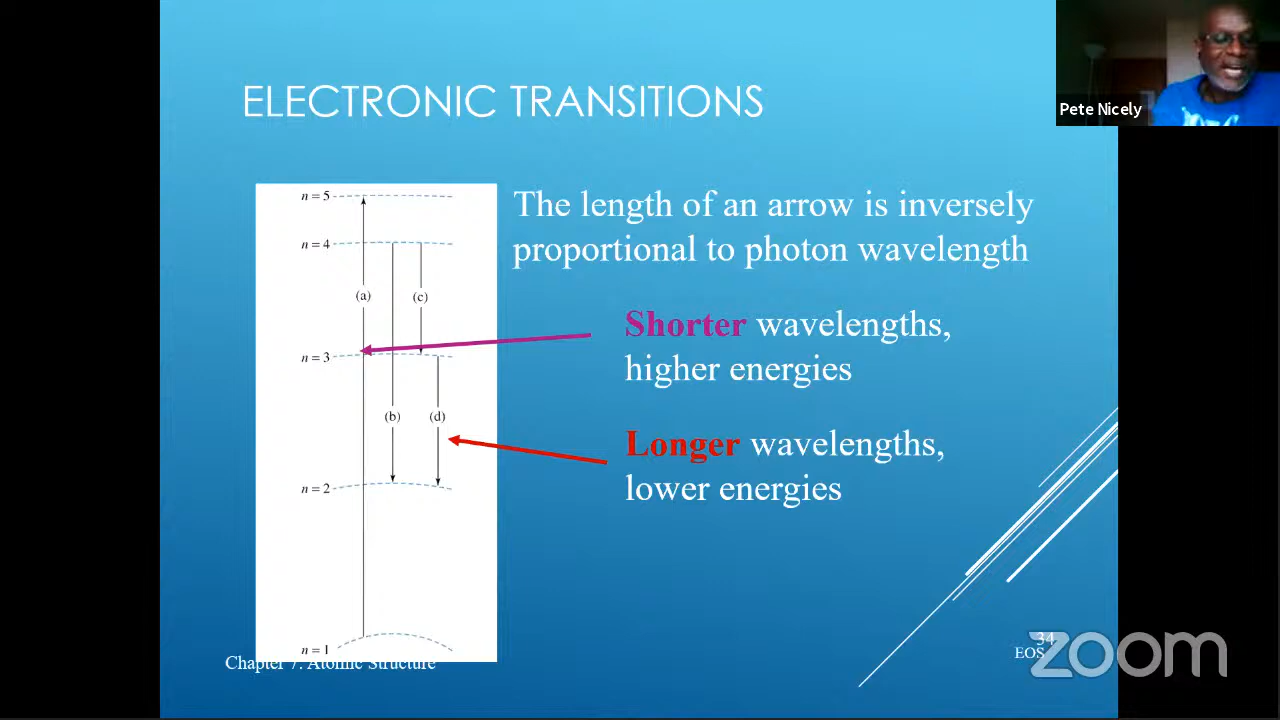 ELECTRONIC TRANSITIONS
Pete Nicely
n = 5
n = 4
(a)
(c)
n = 3
(b)
(d)
n = 2
n = 1
The length of an arrow is inversely
proportional to photon wavelength
Shorter wavelengths,
higher energies
Longer wavelengths,
lower energies
Chapter 7: Atomic Structure
34
EOS
zoom